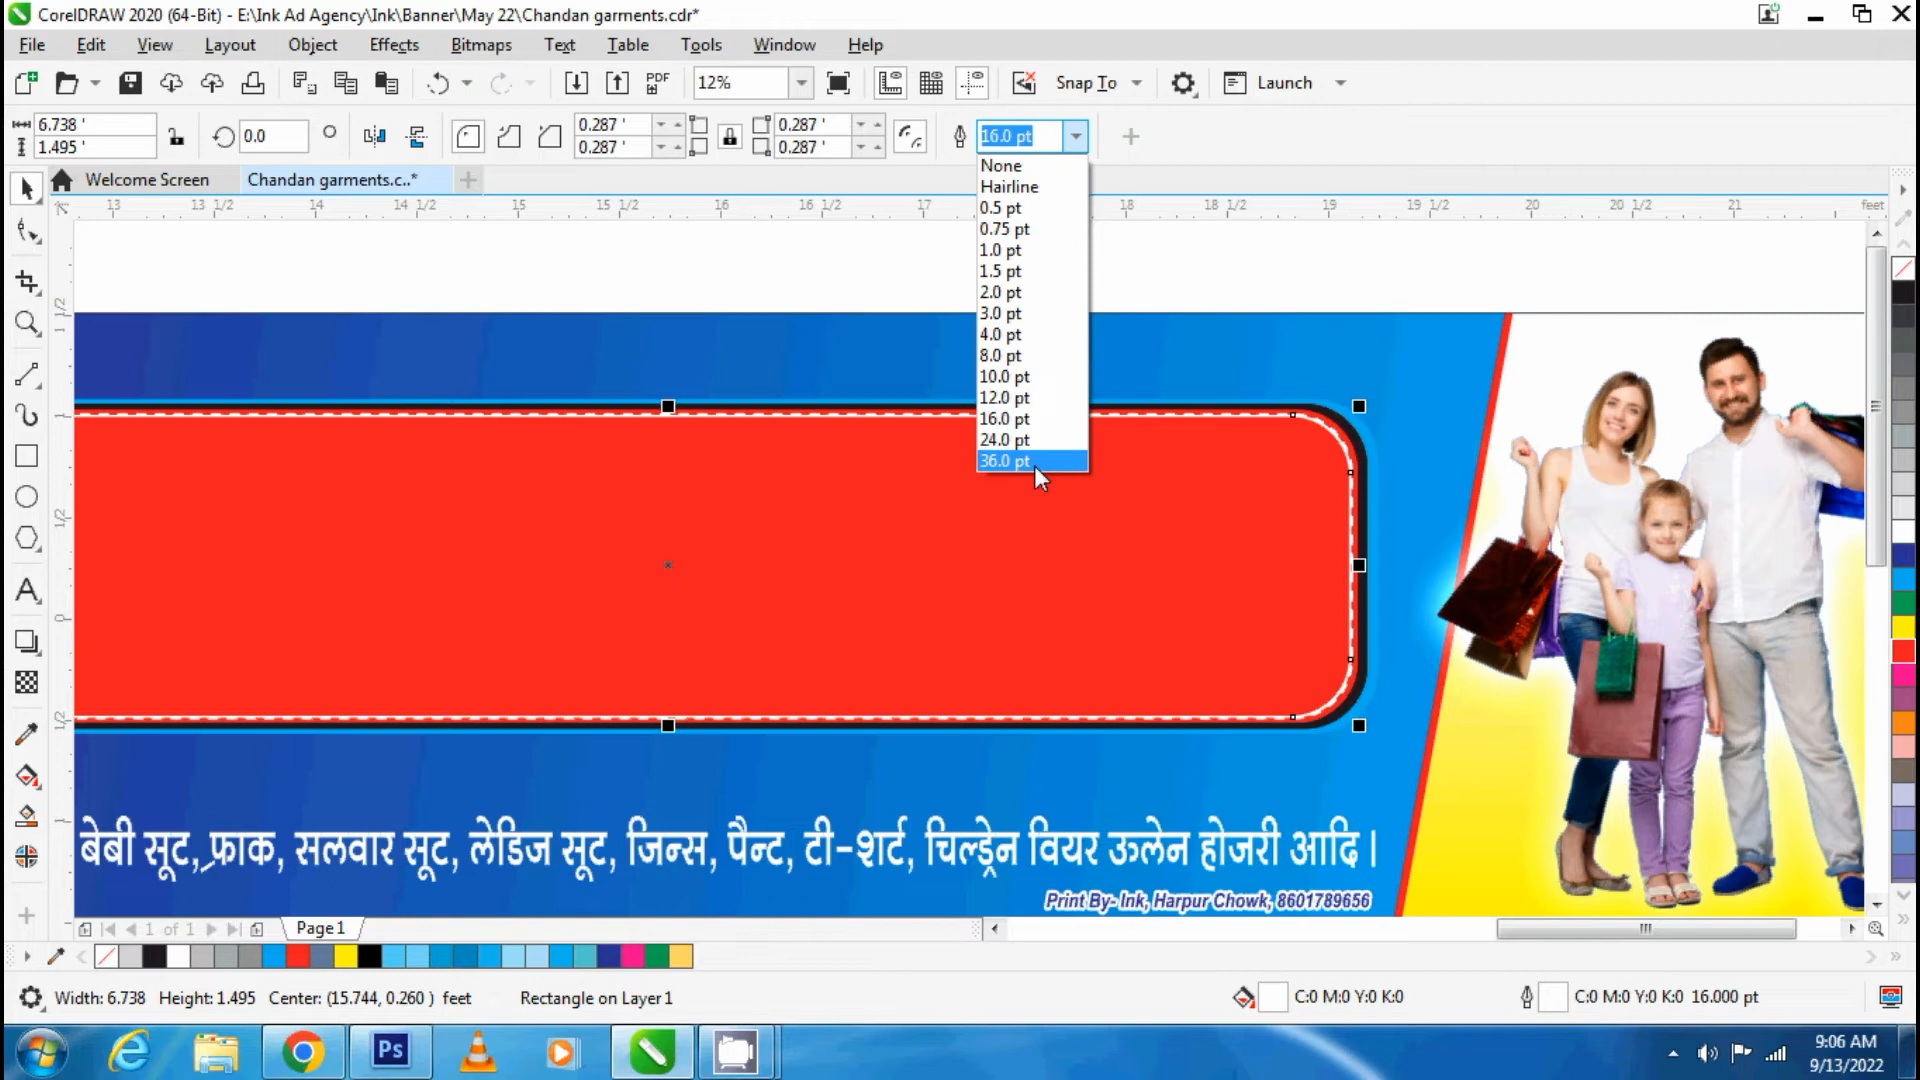 CorelDRAW 2020 (64-Bit) - E:\Ink Ad Agency\Ink\Banner\May 22\Chandan garments.cdr*
File Edit View Layout Object Effects Bitmaps Text Table Tools Window Help
PDF 12% Snap To Launch
6.738 ' 0.0 0.287 ' 0.287 ' 16.0 pt
1.495 ' 0.287 ' 0.287 '
None
Welcome Screen Chandan garments.c..*
Hairline
13 13 1/2 14 14 1/2 15 15 1/2 16 16 1/2 17 18 18 1/2 19 19 1/2 20 20 1/2 21 feet
0.5 pt
0.75 pt
1.0 pt
1.5 pt
2.0 pt
3.0 pt
4.0 pt
8.0 pt
10.0 pt
12.0 pt
16.0 pt
24.0 pt
36.0 pt
बेबी सूट, फ्राक, सलवार सूट, लेडिज सूट, जिन्स, पैन्ट, टी-शर्ट, चिल्ड्रेन वियर ऊलेन होजरी आदि ।
Print By- Ink, Harpur Chowk, 8601789656
1 of 1 Page 1
Width: 6.738 Height: 1.495 Center: (15.744, 0.260 ) feet Rectangle on Layer 1 C:0 M:0 Y:0 K:0 C:0 M:0 Y:0 K:0 16.000 pt
Ps
9:06 AM
9/13/2022